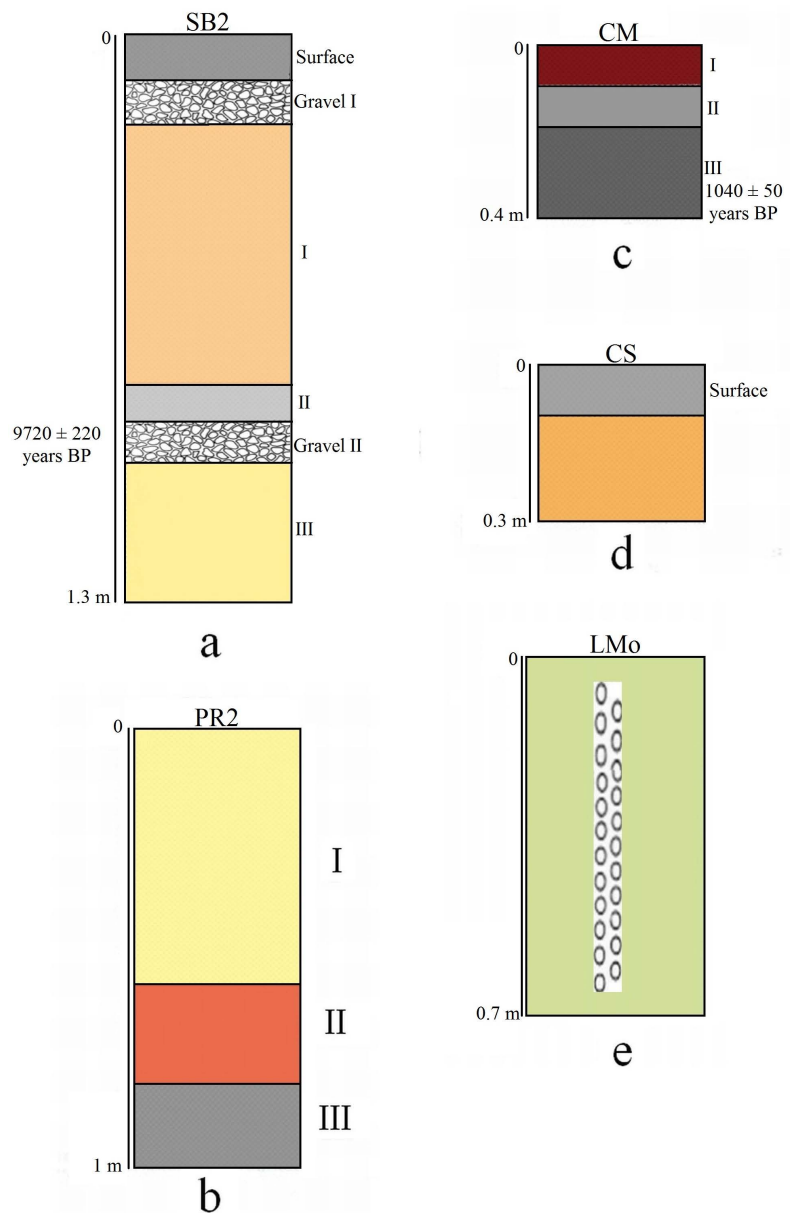 SB2
0
Surface
Gravel I
I
II
9720 ± 220
years BP
Gravel II
III
1.3 m
a
PR2
0
I
II
III
1 m
b
CM
0
I
II
III
1040 ± 50
years BP
0.4 m
c
CS
0
Surface
0.3 m
d
LMo
0
0.7 m
e